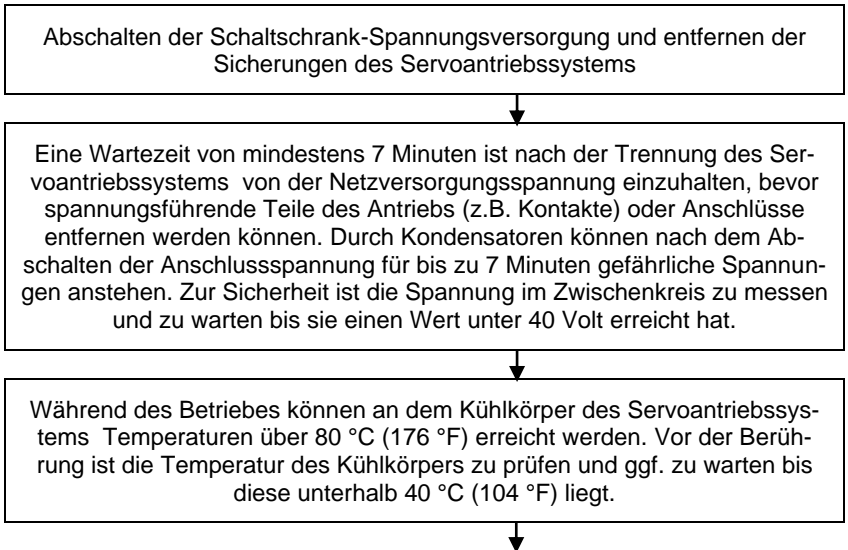 Abschalten der Schaltschrank-Spannungsversorgung und entfernen der
Sicherungen des Servoantriebssystems
Eine Wartezeit von mindestens 7 Minuten ist nach der Trennung des Ser-
voantriebssystems von der Netzversorgungsspannung einzuhalten, bevor
spannungsführende Teile des Antriebs (z.B. Kontakte) oder Anschlüsse
entfernen werden können. Durch Kondensatoren können nach dem Ab-
schalten der Anschlussspannung für bis zu 7 Minuten gefährliche Spannun-
gen anstehen. Zur Sicherheit ist die Spannung im Zwischenkreis zu messen
und zu warten bis sie einen Wert unter 40 Volt erreicht hat.
Während des Betriebes können an dem Kühlkörper des Servoantriebssys-
tems Temperaturen über 80 °C (176 °F) erreicht werden. Vor der Berüh-
rung ist die Temperatur des Kühlkörpers zu prüfen und ggf. zu warten bis
diese unterhalb 40 °C (104 °F) liegt.